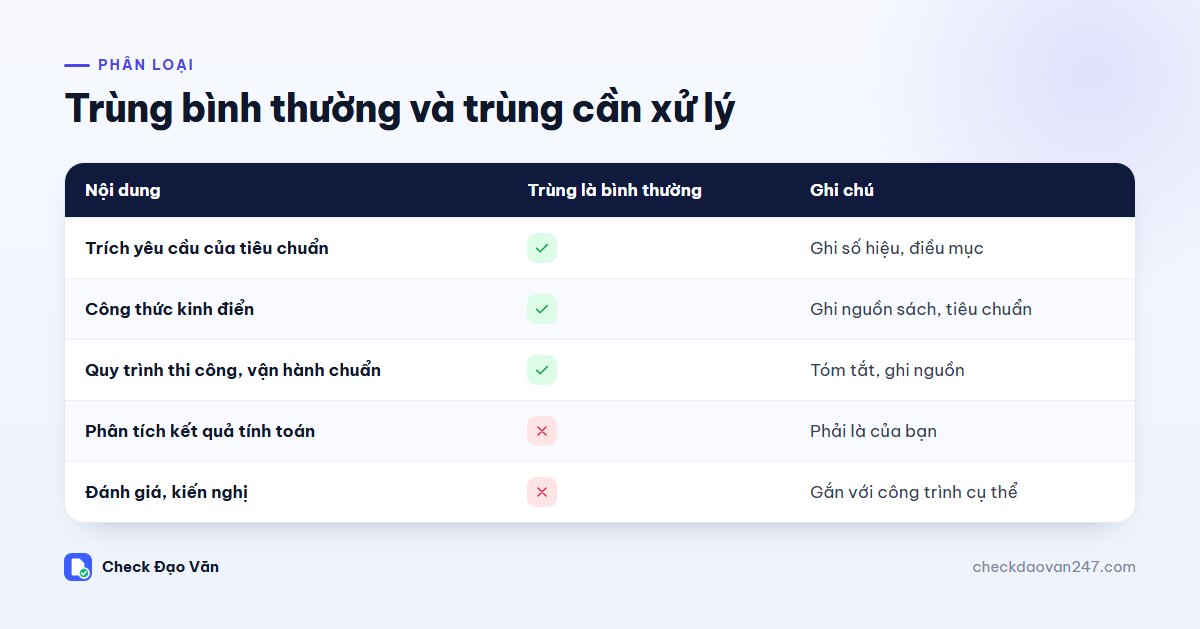 PHÂN LOẠI
Trùng bình thường và trùng cần xử lý
Nội dung Trùng là bình thường Ghi chú
Trích yêu cầu của tiêu chuẩn Ghi số hiệu, điều mục
Công thức kinh điển Ghi nguồn sách, tiêu chuẩn
Quy trình thi công, vận hành chuẩn Tóm tắt, ghi nguồn
Phân tích kết quả tính toán Phải là của bạn
Đánh giá, kiến nghị Gắn với công trình cụ thể
Check Đạo Văn checkdaovan247.com